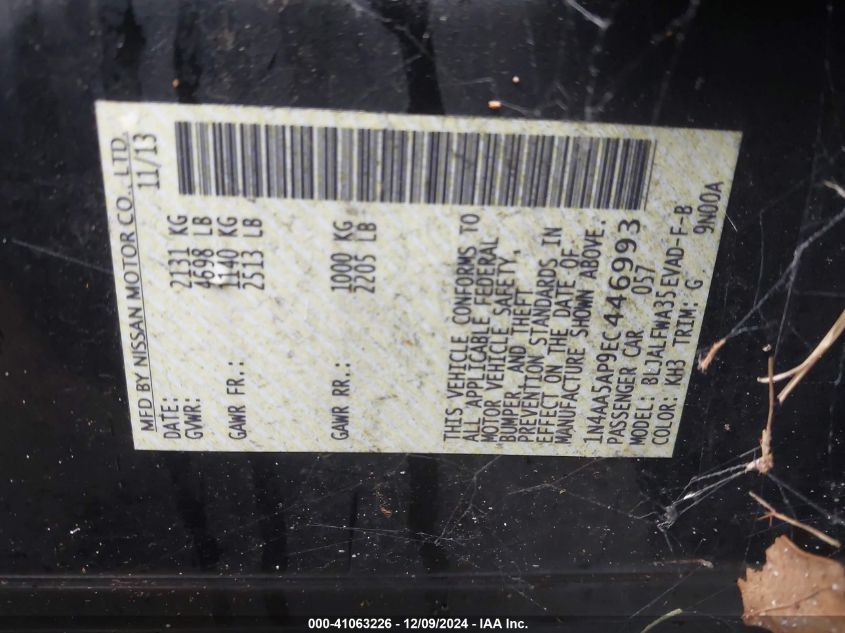 MFD BY NISSAN MOTOR CO., LTD.
DATE: 11/13
GVWR: 2131 KG
4698 LB
GAWR FR.: 1140 KG
2513 LB
GAWR RR.: 1000 KG
2205 LB
THIS VEHICLE CONFORMS TO
ALL APPLICABLE FEDERAL
MOTOR VEHICLE SAFETY,
BUMPER AND THEFT
PREVENTION STANDARDS IN
EFFECT ON THE DATE OF
MANUFACTURE SHOWN ABOVE.
1N4AA5AP9EC446993
PASSENGER CAR 057
MODEL: BLJALFWA35EVAD-F-B
COLOR: KH3 TRIM: G 9N00A
000-41063226 - 12/09/2024 - IAA Inc.